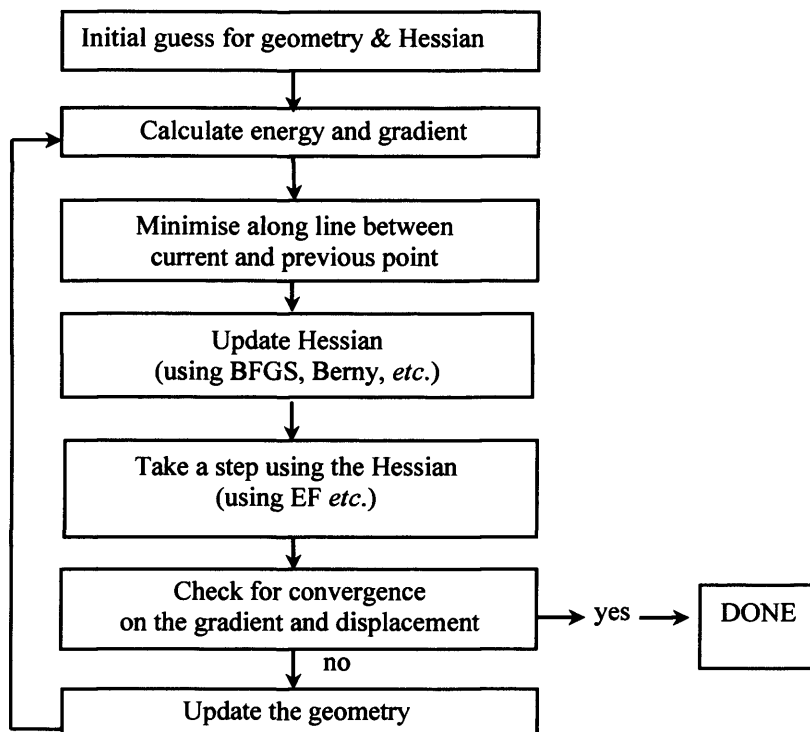 Initial guess for geometry & Hessian
Calculate energy and gradient
Minimise along line between
current and previous point
Update Hessian
(using BFGS, Berny, etc.)
Take a step using the Hessian
(using EF etc.)
Check for convergence
on the gradient and displacement
yes
DONE
no
Update the geometry